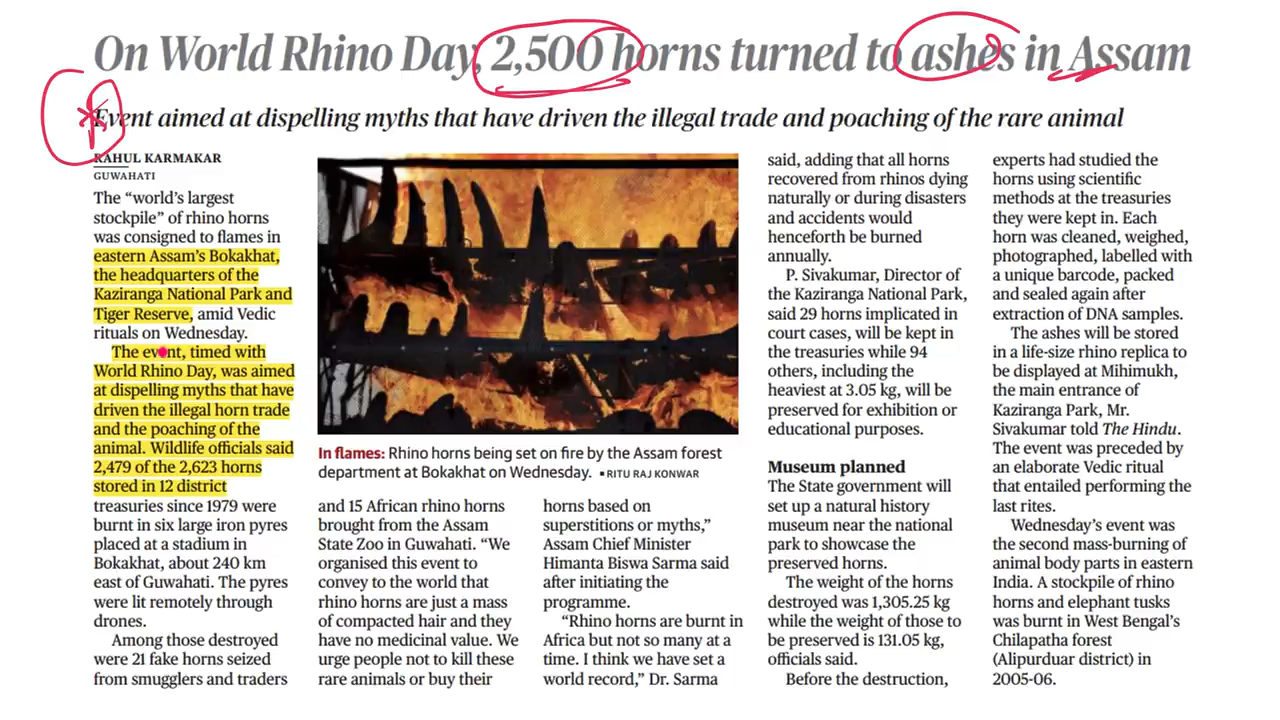 On World Rhino Day, 2,500 horns turned to ashes in Assam
Event aimed at dispelling myths that have driven the illegal trade and poaching of the rare animal
RAHUL KARMAKAR
GUWAHATI
The “world’s largest
stockpile” of rhino horns
was consigned to flames in
eastern Assam’s Bokakhat,
the headquarters of the
Kaziranga National Park and
Tiger Reserve, amid Vedic
rituals on Wednesday.
The event, timed with
World Rhino Day, was aimed
at dispelling myths that have
driven the illegal horn trade
and the poaching of the
animal. Wildlife officials said
2,479 of the 2,623 horns
stored in 12 district
treasuries since 1979 were
burnt in six large iron pyres
placed at a stadium in
Bokakhat, about 240 km
east of Guwahati. The pyres
were lit remotely through
drones.
Among those destroyed
were 21 fake horns seized
from smugglers and traders
In flames: Rhino horns being set on fire by the Assam forest
department at Bokakhat on Wednesday. ▪RITU RAJ KONWAR
and 15 African rhino horns
brought from the Assam
State Zoo in Guwahati. “We
organised this event to
convey to the world that
rhino horns are just a mass
of compacted hair and they
have no medicinal value. We
urge people not to kill these
rare animals or buy their
horns based on
superstitions or myths,”
Assam Chief Minister
Himanta Biswa Sarma said
after initiating the
programme.
“Rhino horns are burnt in
Africa but not so many at a
time. I think we have set a
world record,” Dr. Sarma
said, adding that all horns
recovered from rhinos dying
naturally or during disasters
and accidents would
henceforth be burned
annually.
P. Sivakumar, Director of
the Kaziranga National Park,
said 29 horns implicated in
court cases, will be kept in
the treasuries while 94
others, including the
heaviest at 3.05 kg, will be
preserved for exhibition or
educational purposes.
Museum planned
The State government will
set up a natural history
museum near the national
park to showcase the
preserved horns.
The weight of the horns
destroyed was 1,305.25 kg
while the weight of those to
be preserved is 131.05 kg,
officials said.
Before the destruction,
experts had studied the
horns using scientific
methods at the treasuries
they were kept in. Each
horn was cleaned, weighed,
photographed, labelled with
a unique barcode, packed
and sealed again after
extraction of DNA samples.
The ashes will be stored
in a life-size rhino replica to
be displayed at Mihimukh,
the main entrance of
Kaziranga Park, Mr.
Sivakumar told The Hindu.
The event was preceded by
an elaborate Vedic ritual
that entailed performing the
last rites.
Wednesday’s event was
the second mass-burning of
animal body parts in eastern
India. A stockpile of rhino
horns and elephant tusks
was burnt in West Bengal’s
Chilapatha forest
(Alipurduar district) in
2005-06.